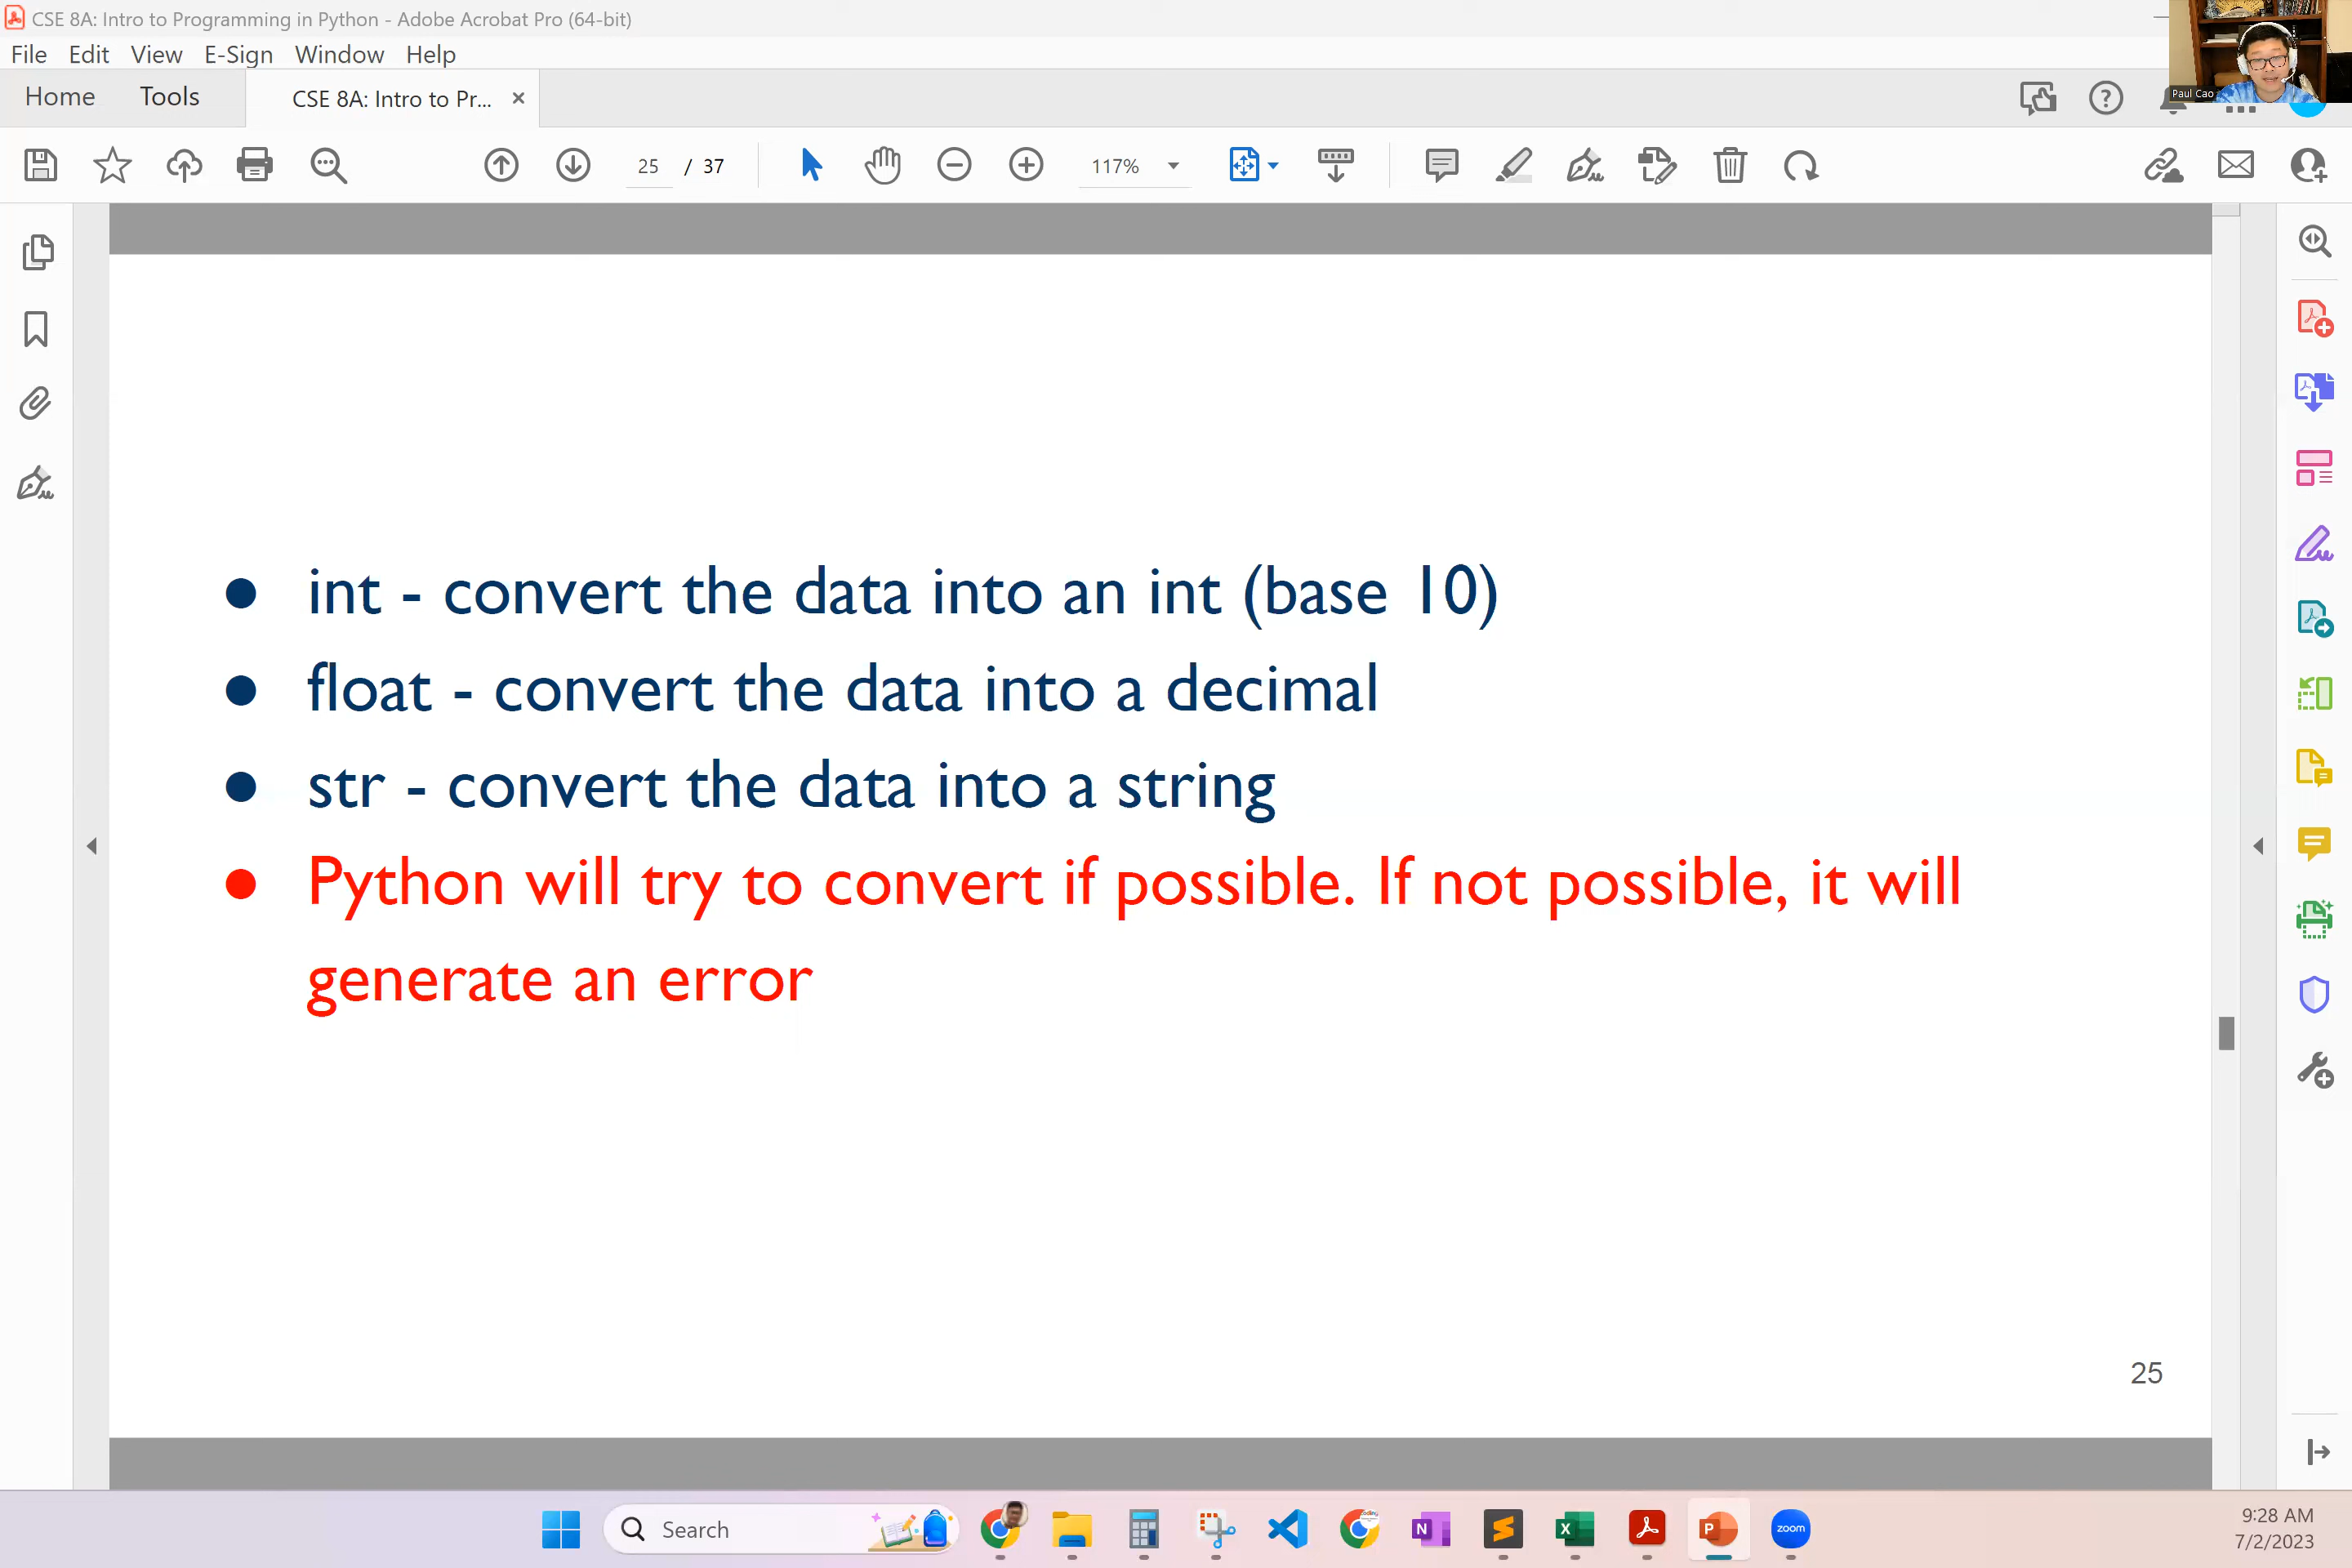 CSE 8A: Intro to Programming in Python - Adobe Acrobat Pro (64-bit)
File Edit View E-Sign Window Help
Home Tools CSE 8A: Intro to Pr... ×
Paul Cao
25 / 37 117%
● int - convert the data into an int (base 10)
● float - convert the data into a decimal
● str - convert the data into a string
● Python will try to convert if possible. If not possible, it will
generate an error
25
Search
zoom
9:28 AM
7/2/2023